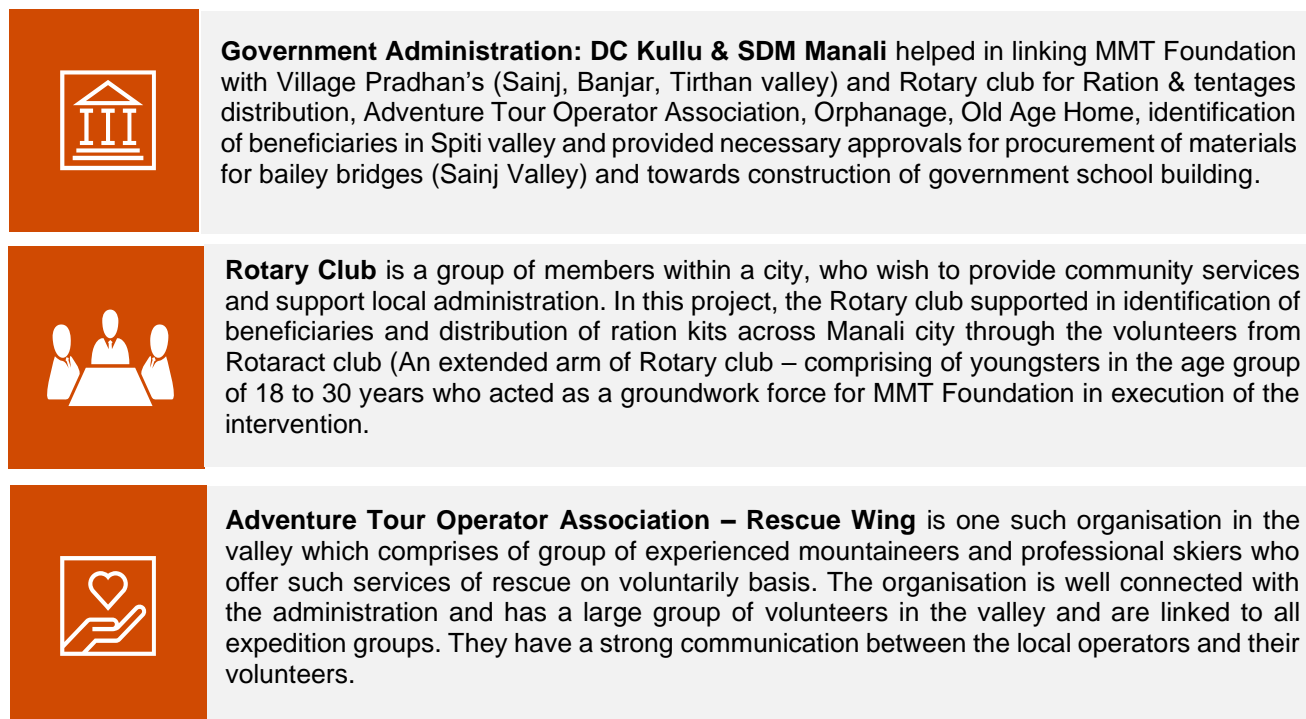 Government Administration: DC Kullu & SDM Manali helped in linking MMT Foundation
with Village Pradhan's (Sainj, Banjar, Tirthan valley) and Rotary club for Ration & tentages
distribution, Adventure Tour Operator Association, Orphanage, Old Age Home, identification
of beneficiaries in Spiti valley and provided necessary approvals for procurement of materials
for bailey bridges (Sainj Valley) and towards construction of government school building.
Rotary Club is a group of members within a city, who wish to provide community services
and support local administration. In this project, the Rotary club supported in identification of
beneficiaries and distribution of ration kits across Manali city through the volunteers from
Rotaract club (An extended arm of Rotary club – comprising of youngsters in the age group
of 18 to 30 years who acted as a groundwork force for MMT Foundation in execution of the
intervention.
Adventure Tour Operator Association – Rescue Wing is one such organisation in the
valley which comprises of group of experienced mountaineers and professional skiers who
offer such services of rescue on voluntarily basis. The organisation is well connected with
the administration and has a large group of volunteers in the valley and are linked to all
expedition groups. They have a strong communication between the local operators and their
volunteers.